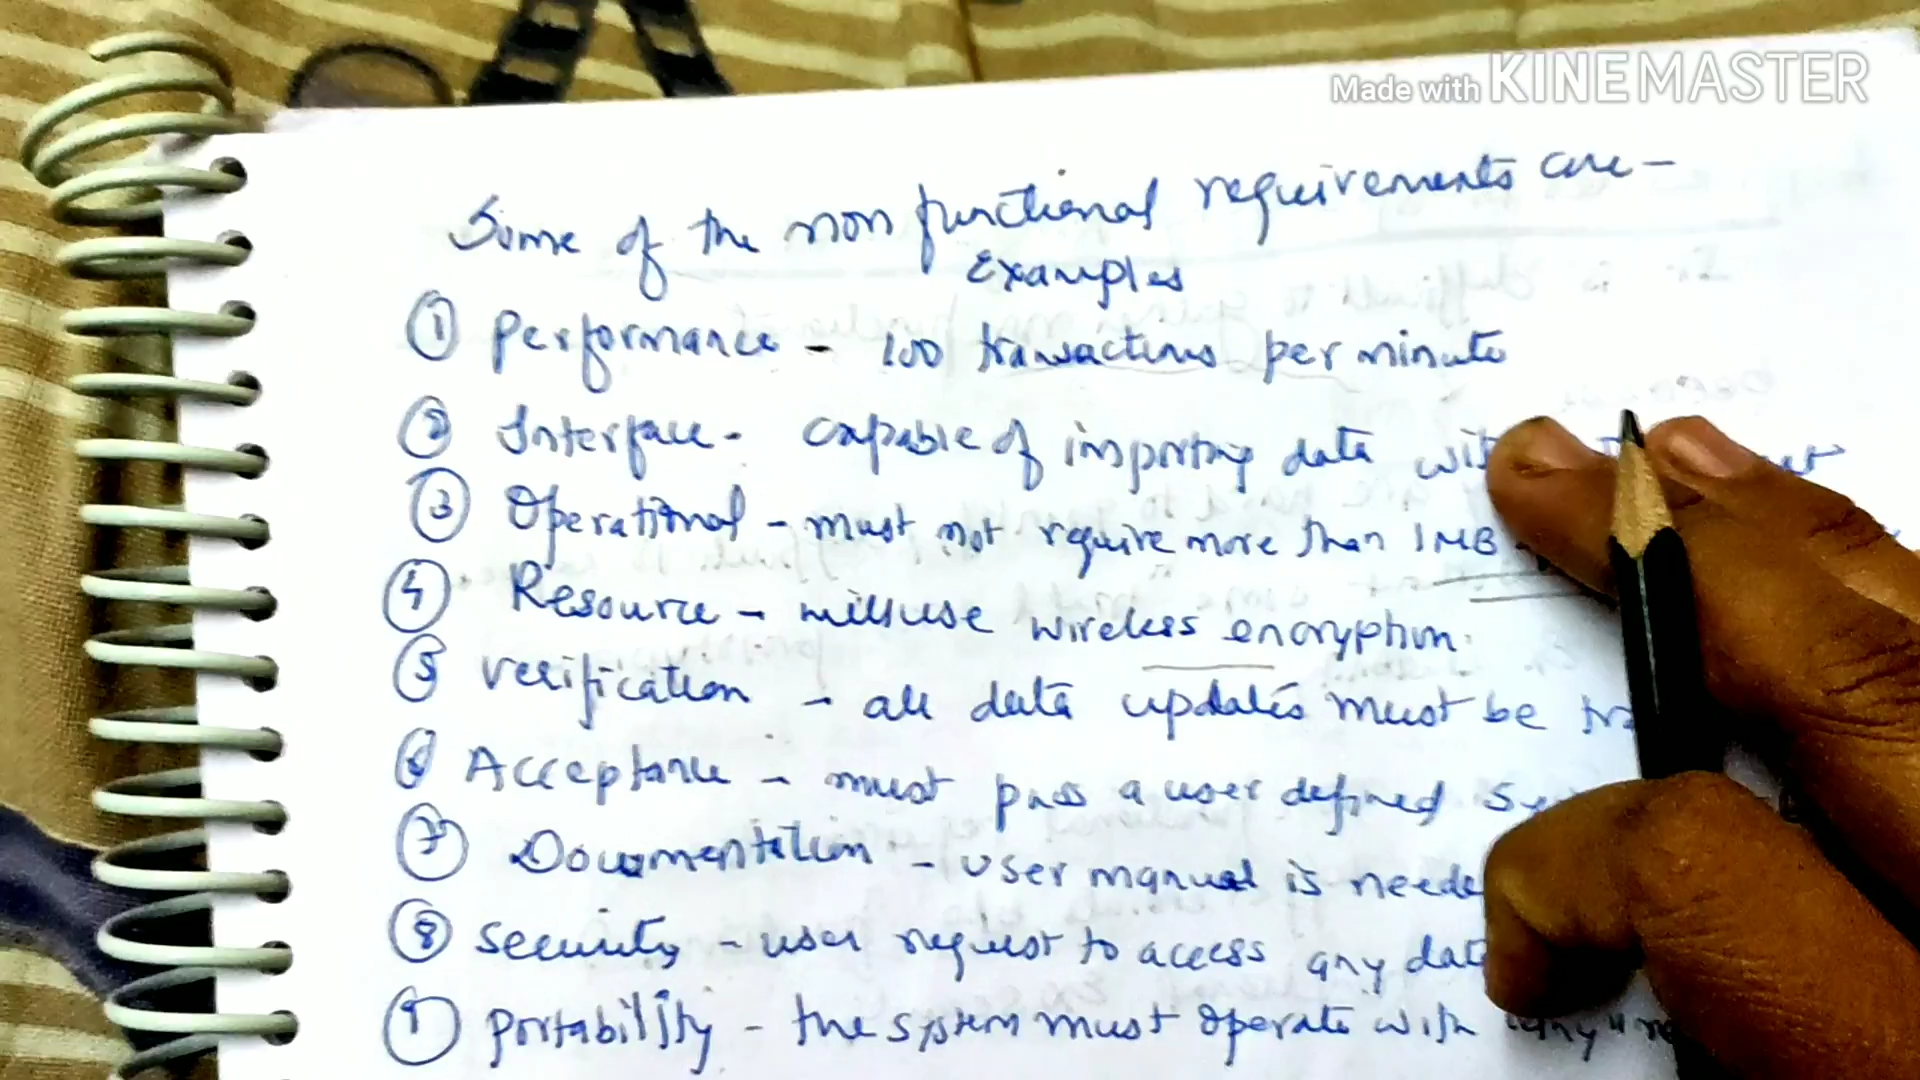 Made with KINEMASTER
Some of the non functional requirements are -
Examples
① Performance - 100 transactions per minute
② Interface - capable of importing data with
③ Operational - must not require more than 1MB
④ Resource - use wireless encryption.
⑤ verification - all data updates must be
⑥ Acceptance - must pass a user defined
⑦ Documentation - user manual is neede
⑧ security - user request to access any dat
⑨ portability - the system must operate with